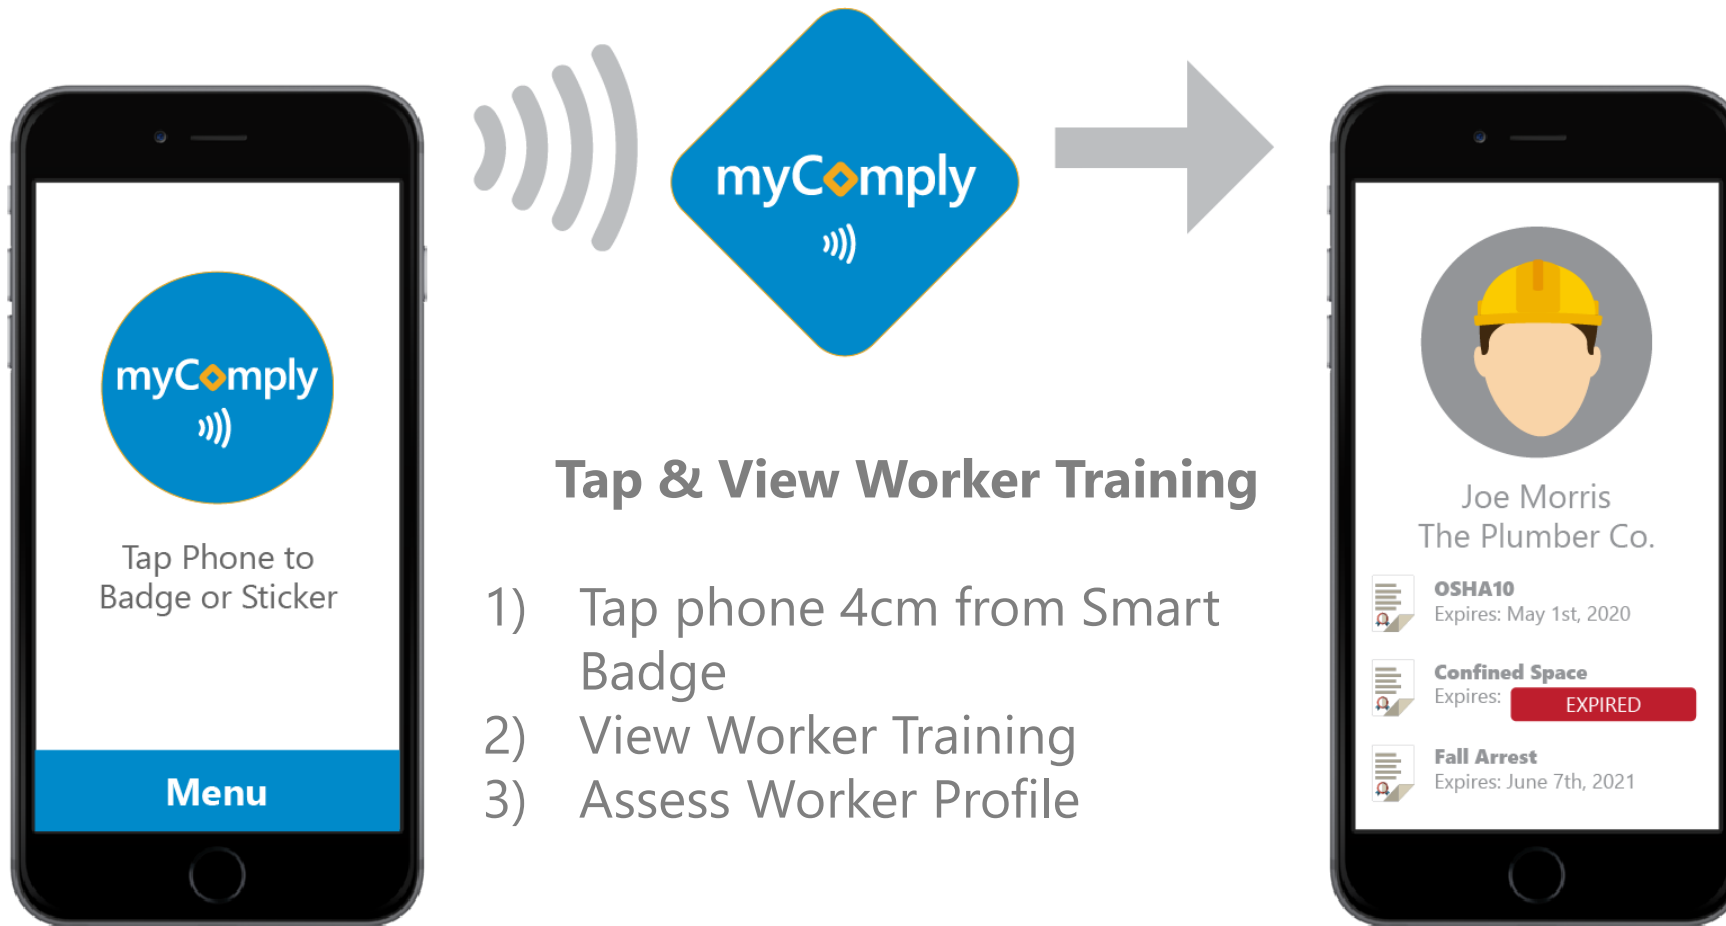 myComply
Tap Phone to
Badge or Sticker
Menu
myComply
Tap & View Worker Training
1) Tap phone 4cm from Smart
Badge
2) View Worker Training
3) Assess Worker Profile
Joe Morris
The Plumber Co.
OSHA10
Expires: May 1st, 2020
Confined Space
Expires: EXPIRED
Fall Arrest
Expires: June 7th, 2021